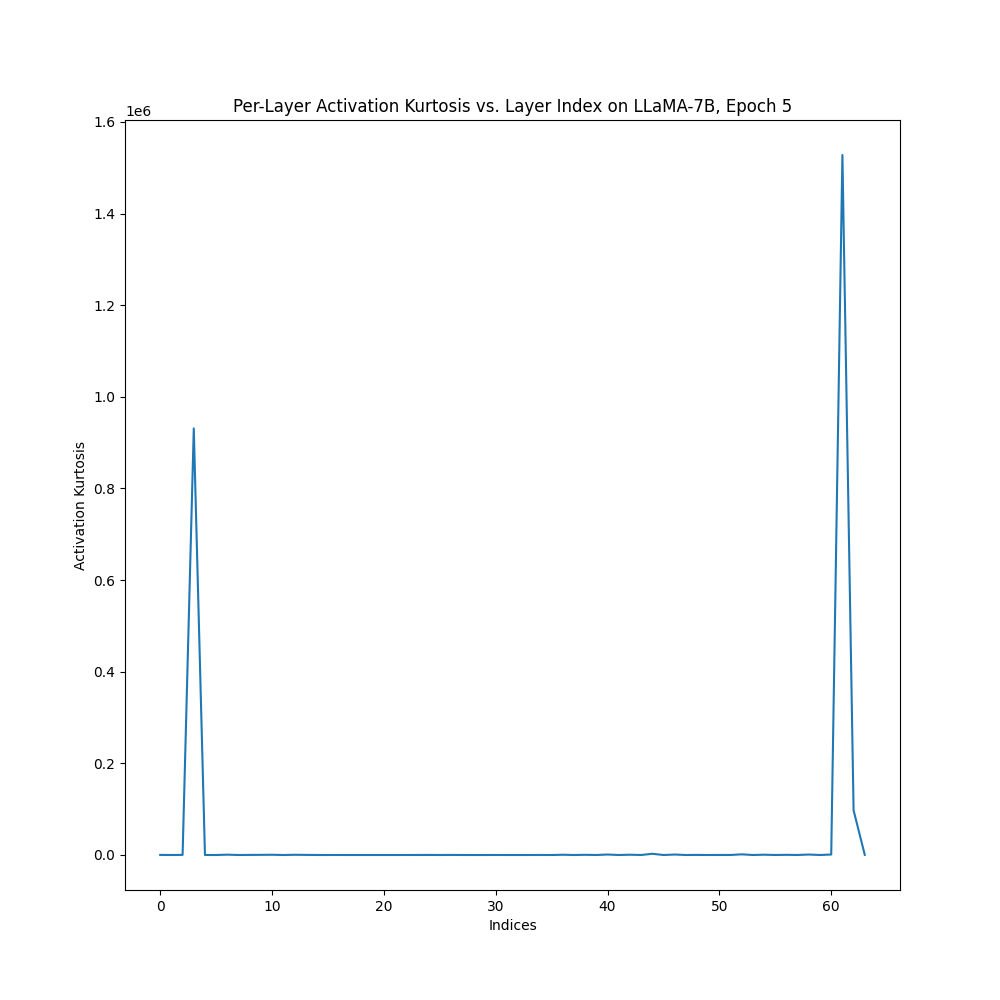 Per-Layer Activation Kurtosis vs. Layer Index on LLaMA-7B, Epoch 5
1e6
1.6
1.4
1.2
1.0
0.8
0.6
0.4
0.2
0.0
Activation Kurtosis
0 10 20 30 40 50 60
Indices